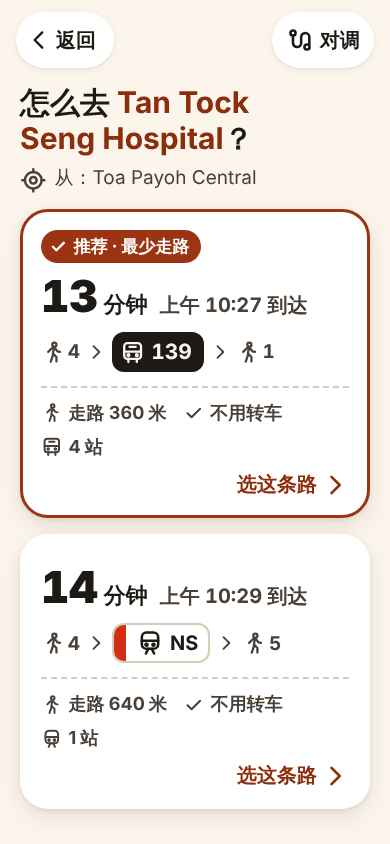 返回 对调
怎么去 Tan Tock
Seng Hospital？
从：Toa Payoh Central
推荐 · 最少走路
13 分钟 上午 10:27 到达
4 139 1
走路 360 米 不用转车
4 站
选这条路
14 分钟 上午 10:29 到达
4 NS 5
走路 640 米 不用转车
1 站
选这条路